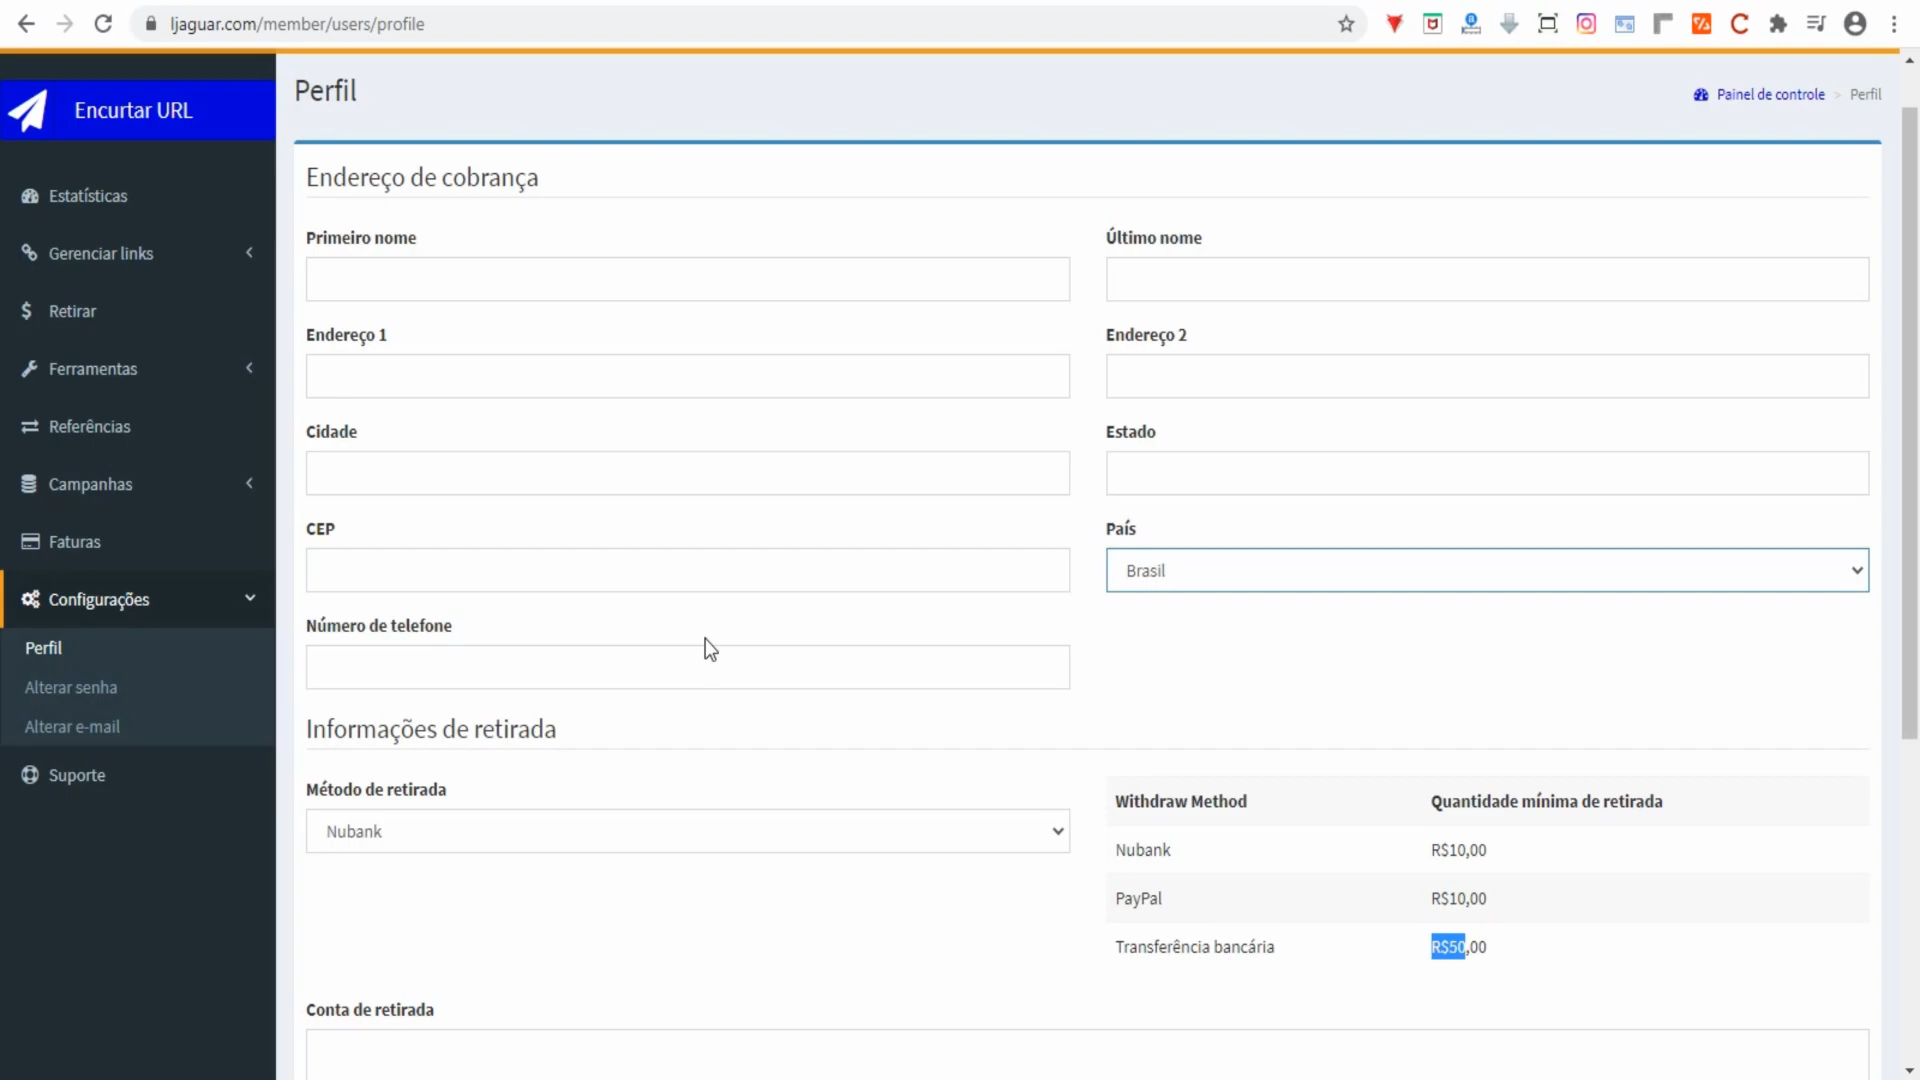 ljaguar.com/member/users/profile
Encurtar URL
Perfil
Painel de controle > Perfil
Estatísticas
Gerenciar links
Retirar
Ferramentas
Referências
Campanhas
Faturas
Configurações
Perfil
Alterar senha
Alterar e-mail
Suporte
Endereço de cobrança
Primeiro nome
Último nome
Endereço 1
Endereço 2
Cidade
Estado
CEP
País
Brasil
Número de telefone
Informações de retirada
Método de retirada
Nubank
Withdraw Method Quantidade mínima de retirada
Nubank R$10,00
PayPal R$10,00
Transferência bancária R$50,00
Conta de retirada